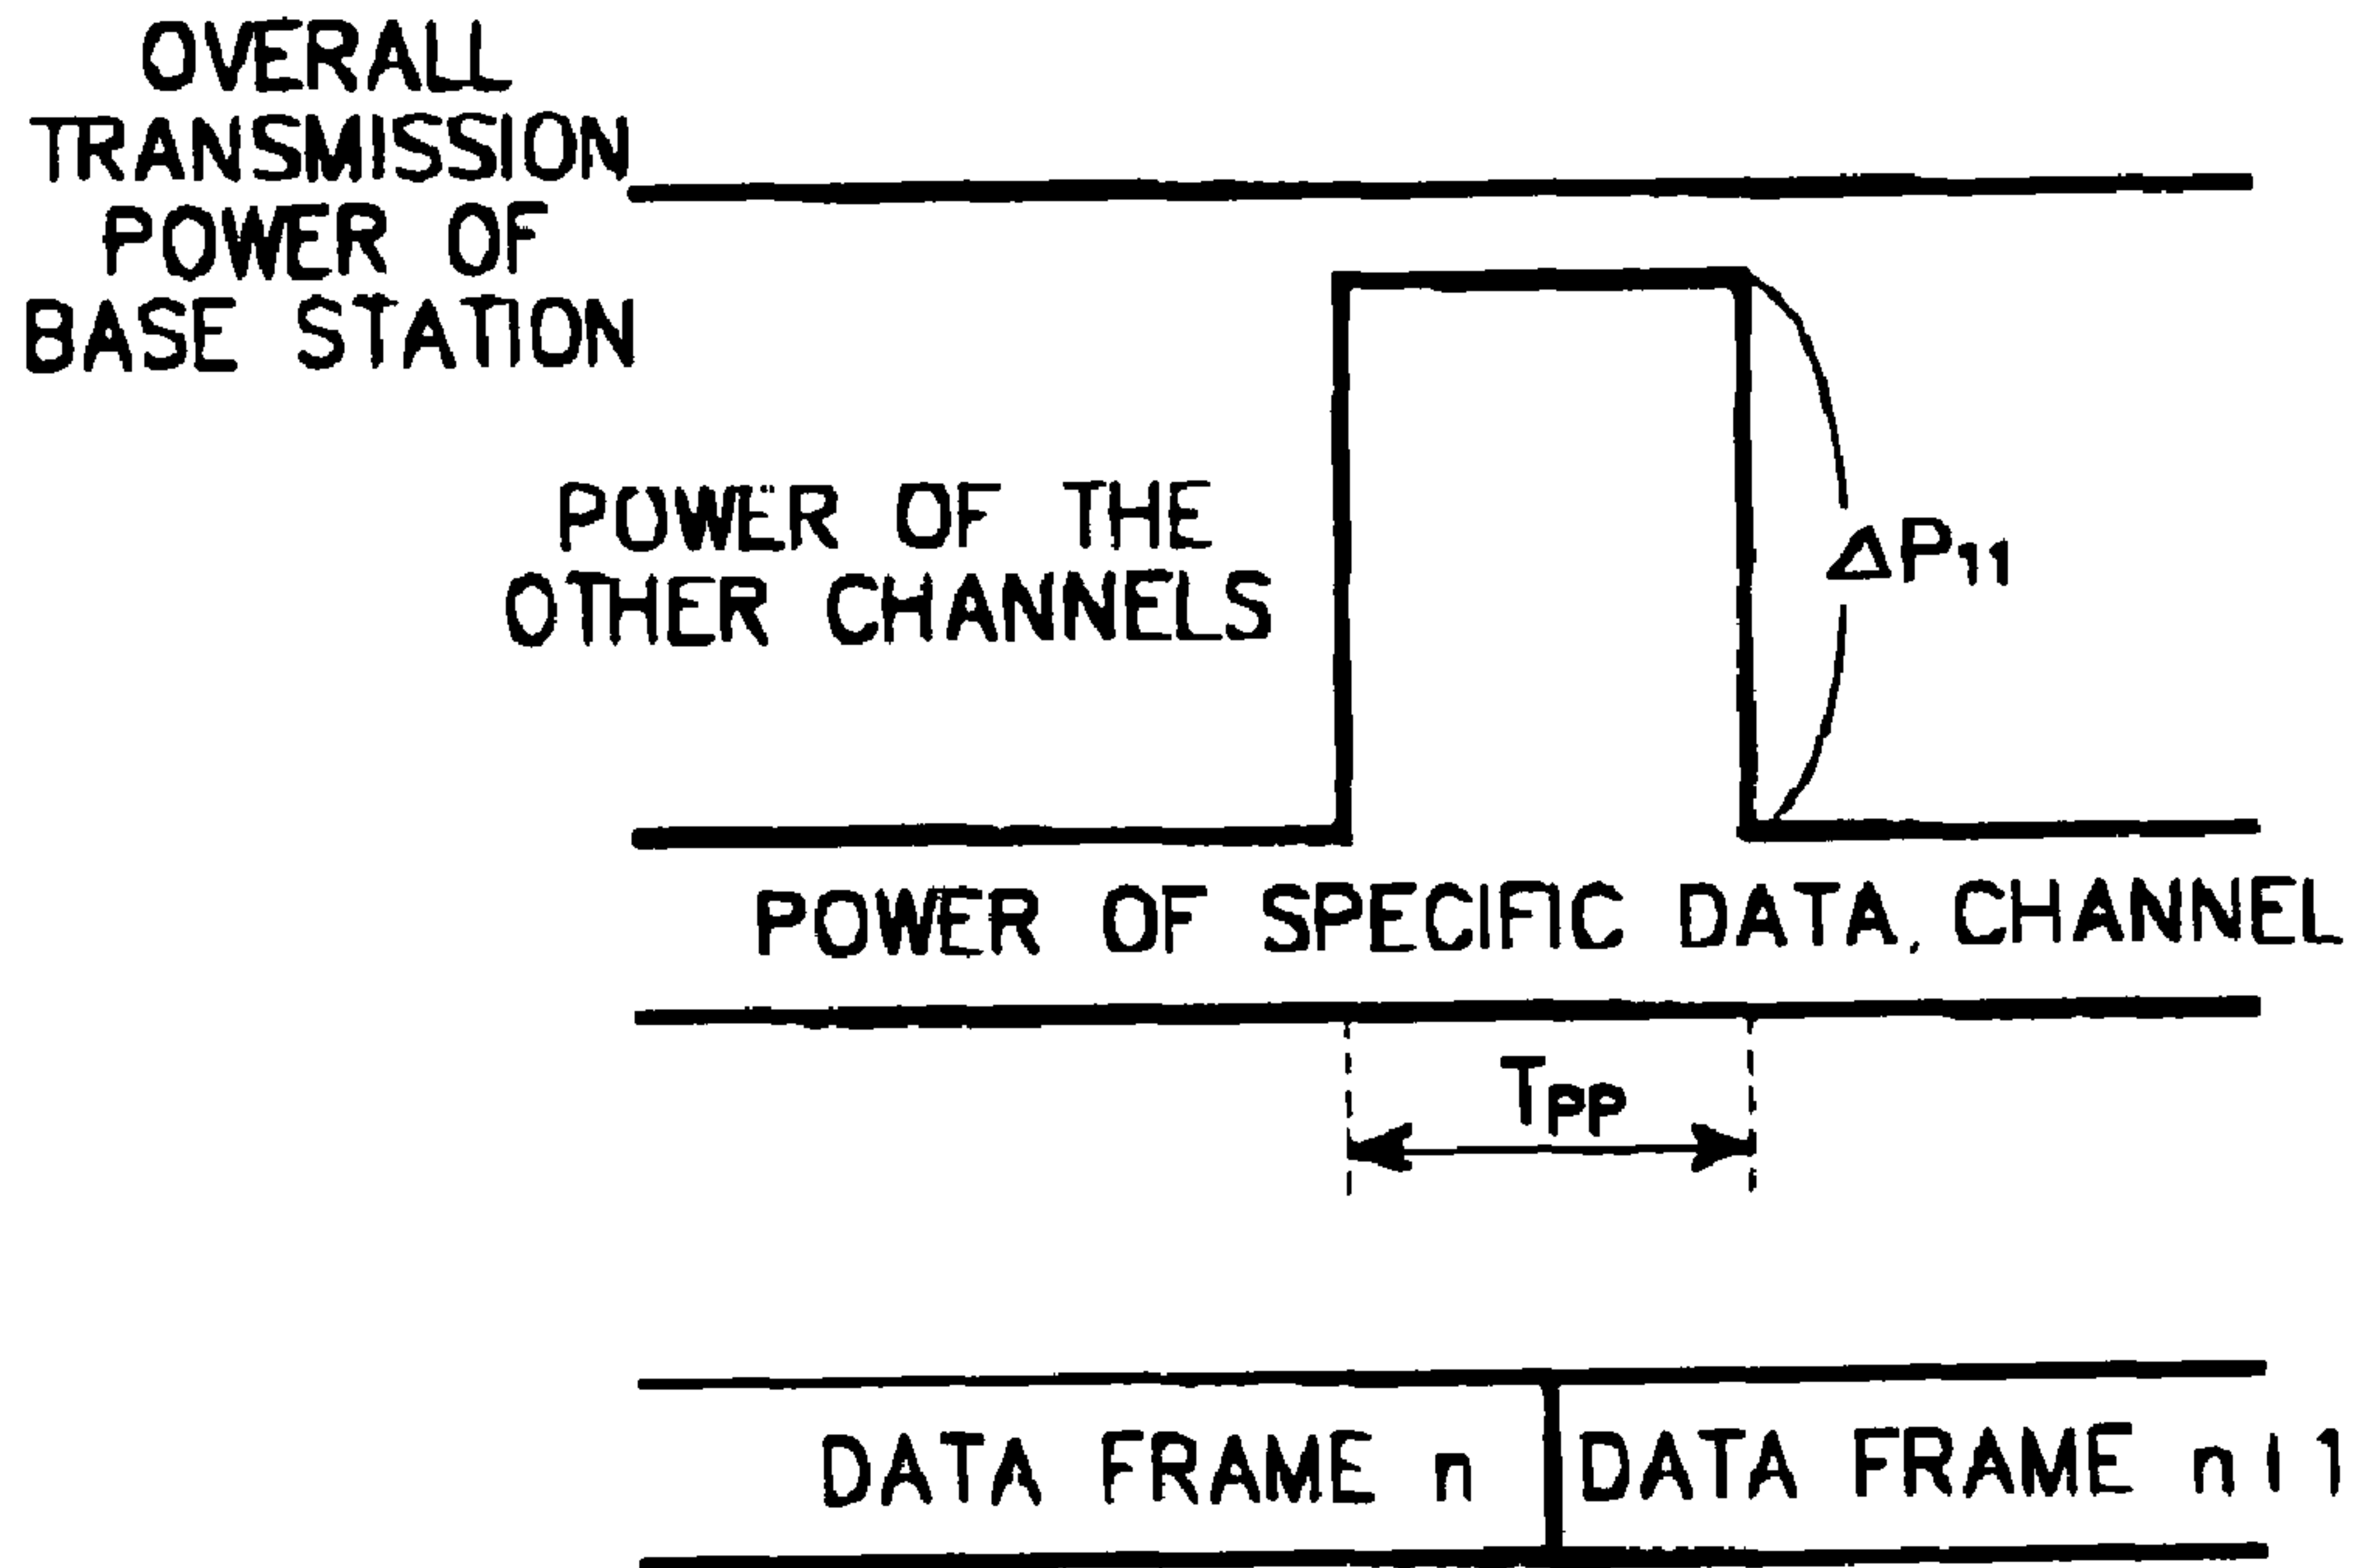 OVERALL
TRANSMISSION
POWER OF
BASE STATION
POWER OF THE
OTHER CHANNELS
ΔP11
POWER OF SPECIFIC DATA, CHANNEL
TPP
DATA FRAME n
DATA FRAME n+1